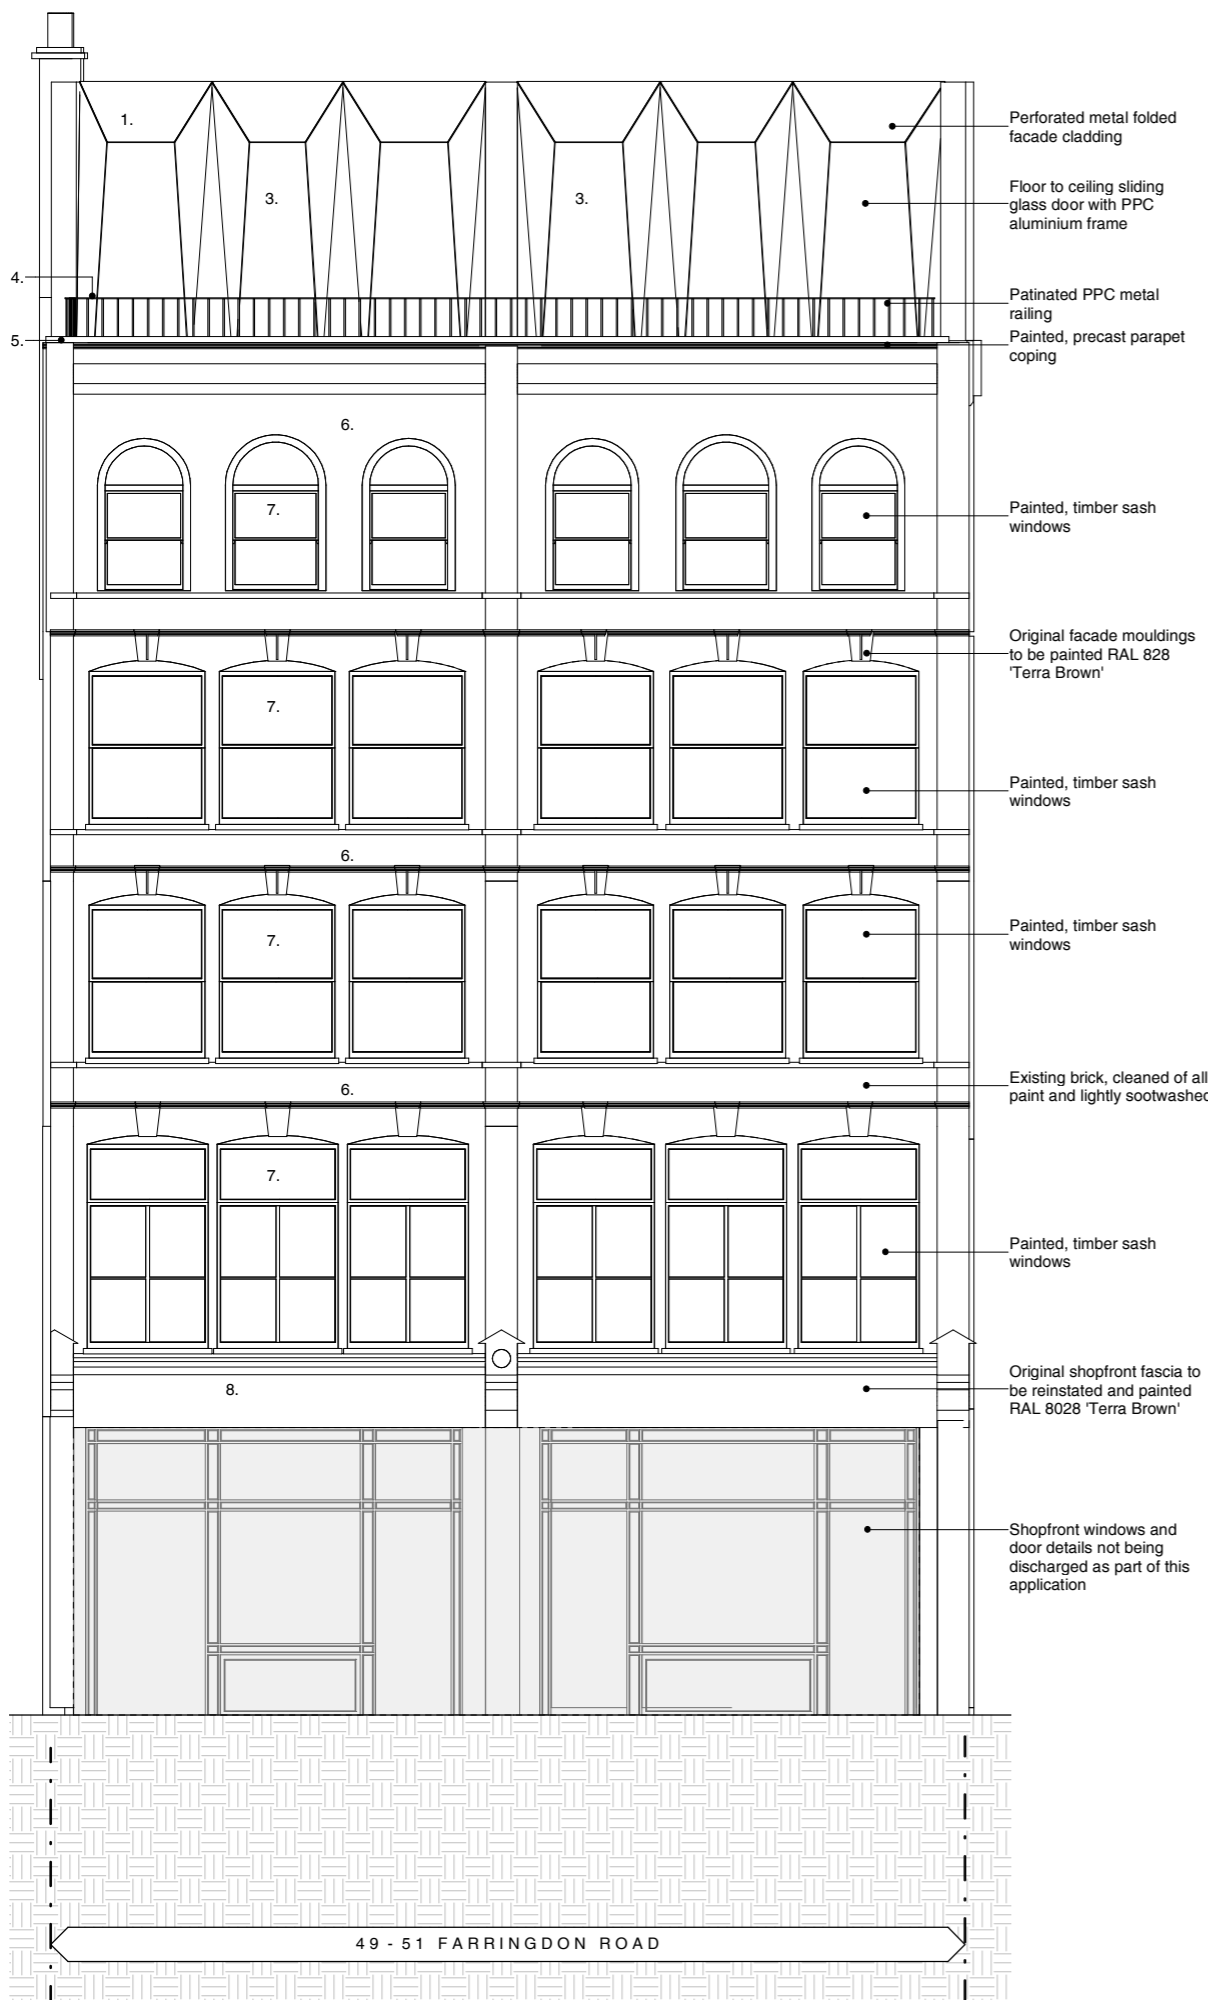 1.
Perforated metal folded
facade cladding
3.
3.
Floor to ceiling sliding
glass door with PPC
aluminium frame
4.
Patinated PPC metal
railing
5.
Painted, precast parapet
coping
6.
7.
Painted, timber sash
windows
Original facade mouldings
to be painted RAL 828
'Terra Brown'
7.
Painted, timber sash
windows
6.
7.
Painted, timber sash
windows
6.
Existing brick, cleaned of all
paint and lightly sootwashed
7.
Painted, timber sash
windows
8.
Original shopfront fascia to
be reinstated and painted
RAL 8028 'Terra Brown'
Shopfront windows and
door details not being
discharged as part of this
application
49 - 51 FARRINGDON ROAD